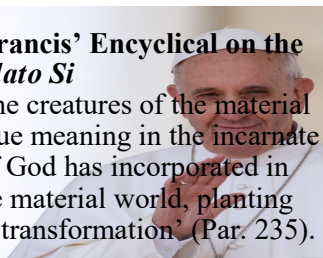 rancis’ Encyclical on the
lato Si
he creatures of the material
ue meaning in the incarnate
f God has incorporated in
e material world, planting
transformation’ (Par. 235).